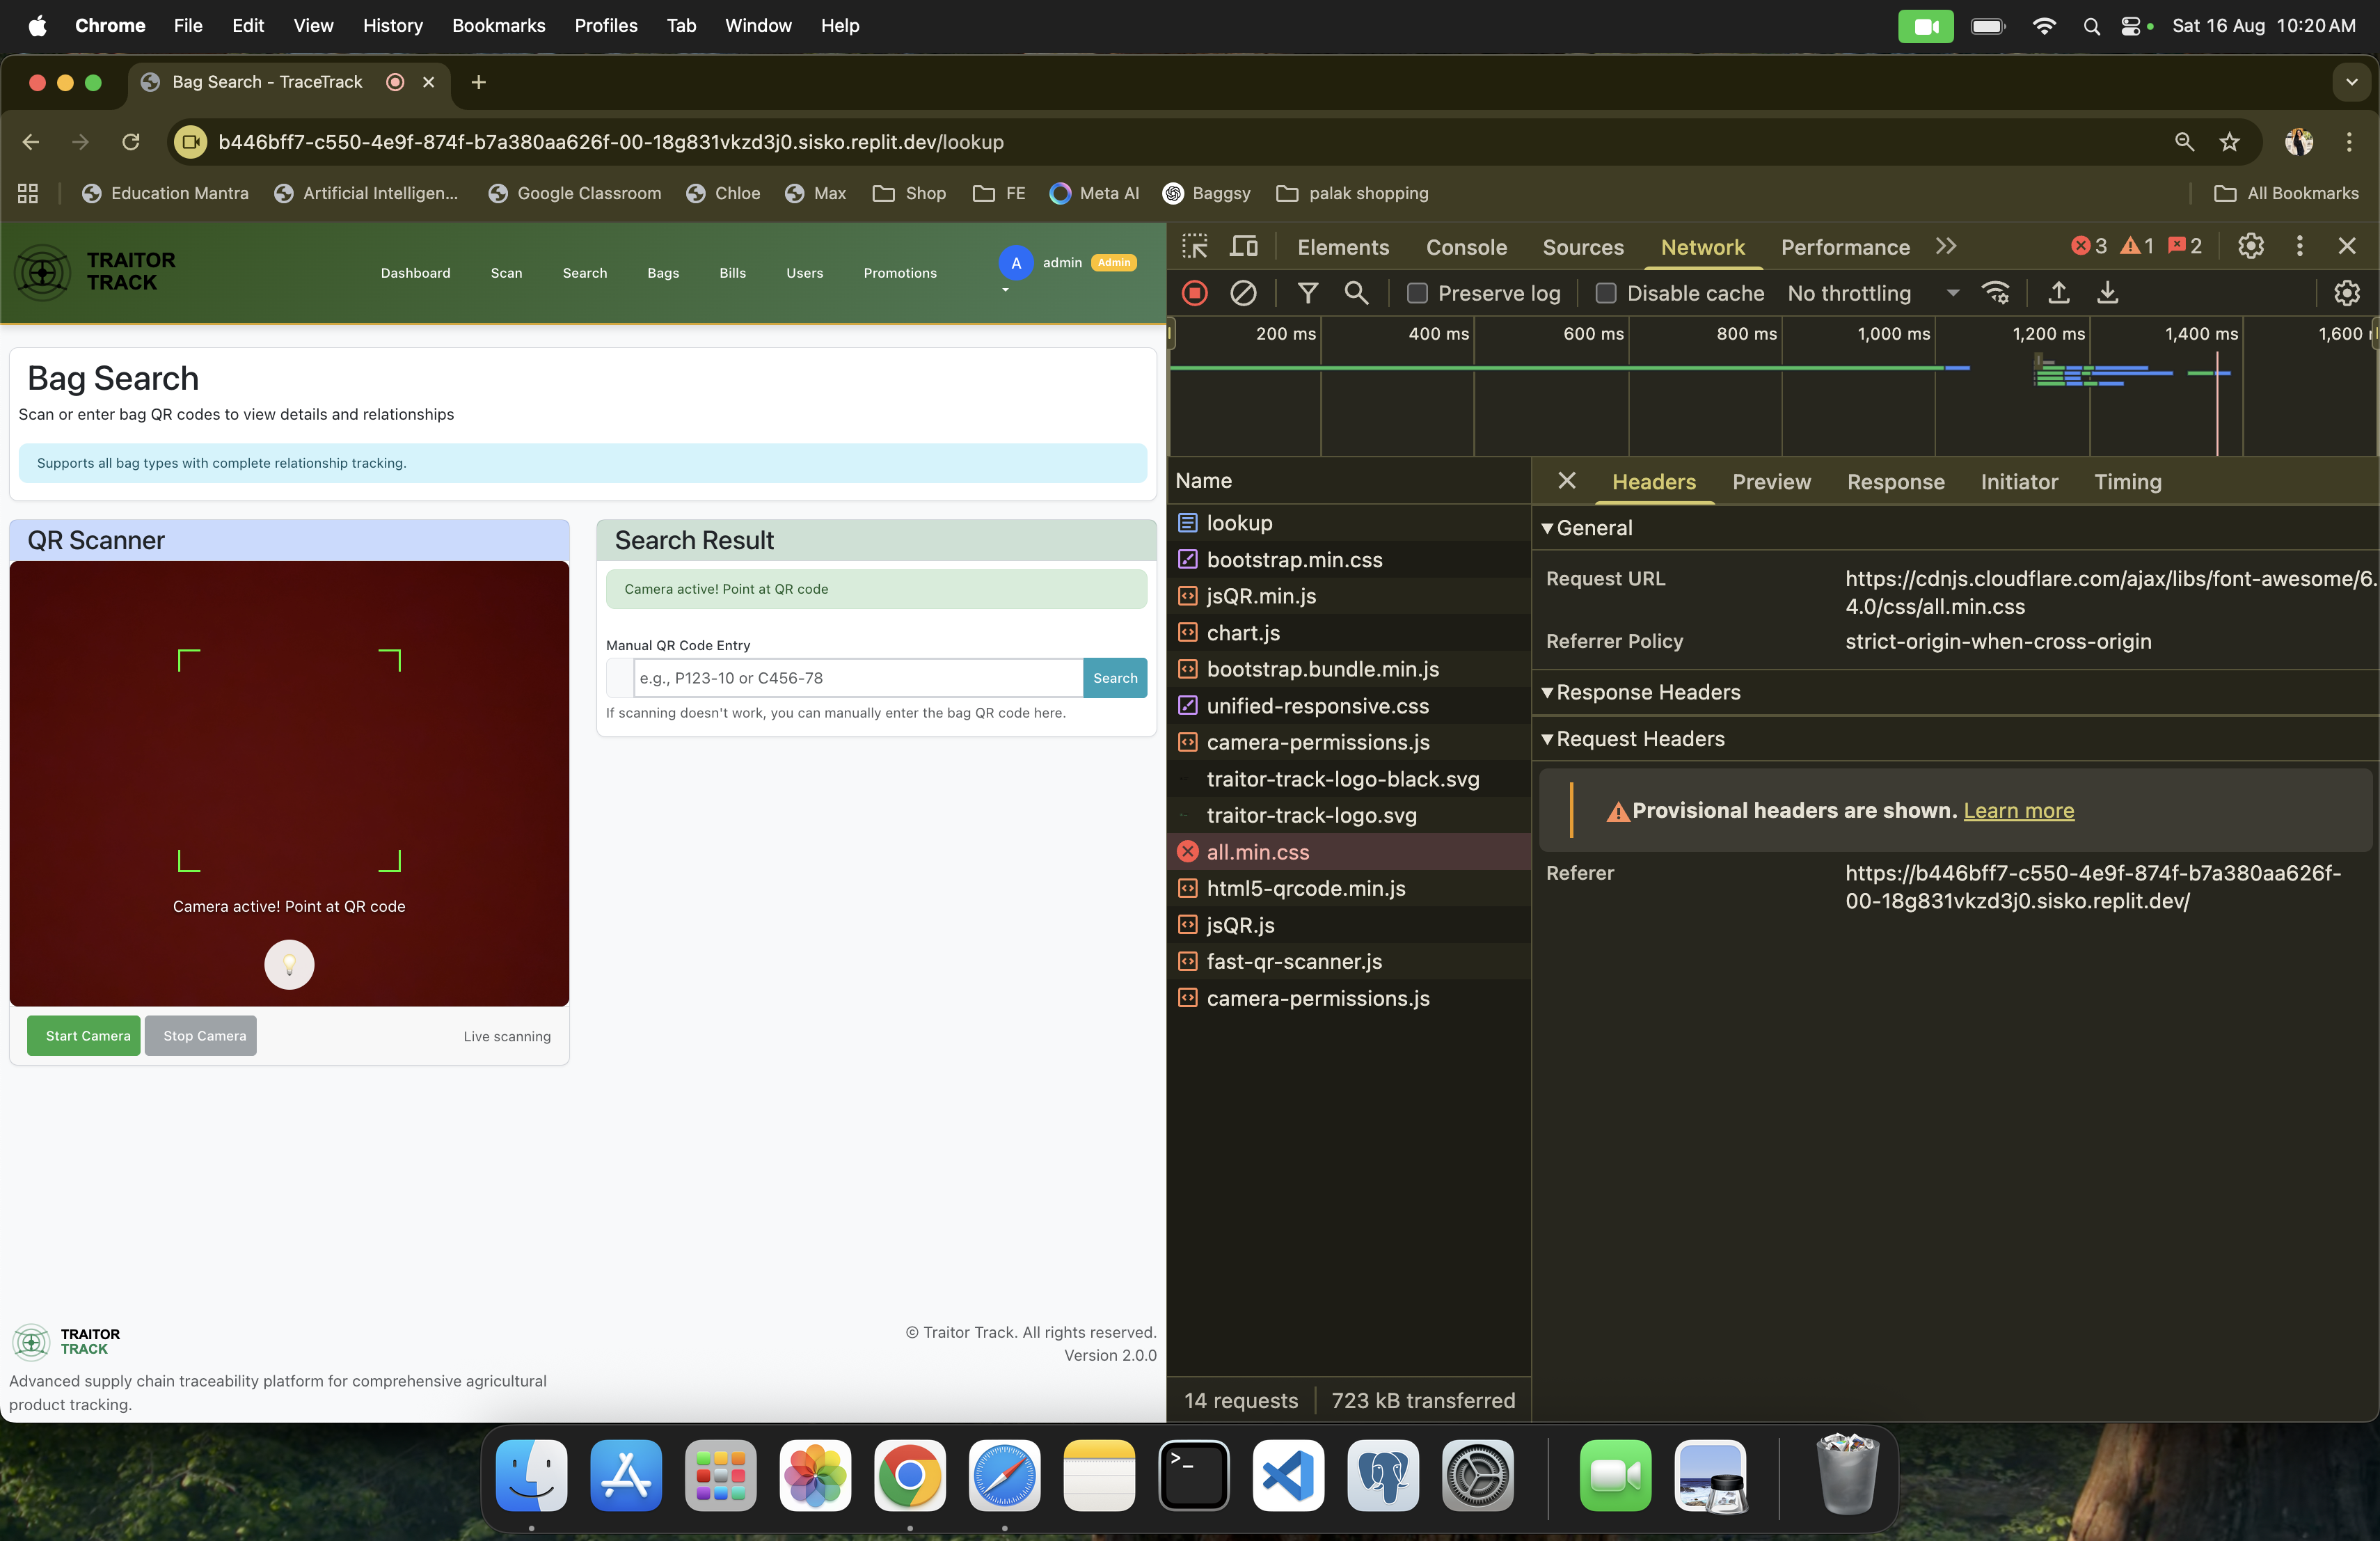 Chrome File Edit View History Bookmarks Profiles Tab Window Help Sat 16 Aug 10:20 AM
Bag Search - TraceTrack
b446bff7-c550-4e9f-874f-b7a380aa626f-00-18g831vkzd3j0.sisko.replit.dev/lookup
Education Mantra Artificial Intelligen... Google Classroom Chloe Max Shop FE Meta AI Baggsy palak shopping All Bookmarks
TRAITOR
TRACK
Dashboard Scan Search Bags Bills Users Promotions A admin Admin
Bag Search
Scan or enter bag QR codes to view details and relationships
Supports all bag types with complete relationship tracking.
QR Scanner
Camera active! Point at QR code
Start Camera Stop Camera Live scanning
Search Result
Camera active! Point at QR code
Manual QR Code Entry
e.g., P123-10 or C456-78 Search
If scanning doesn't work, you can manually enter the bag QR code here.
TRAITOR
TRACK
Advanced supply chain traceability platform for comprehensive agricultural
product tracking.
© Traitor Track. All rights reserved.
Version 2.0.0
Elements Console Sources Network Performance 3 1 2
Preserve log Disable cache No throttling
200 ms 400 ms 600 ms 800 ms 1,000 ms 1,200 ms 1,400 ms 1,600
Name
lookup
bootstrap.min.css
jsQR.min.js
chart.js
bootstrap.bundle.min.js
unified-responsive.css
camera-permissions.js
traitor-track-logo-black.svg
traitor-track-logo.svg
all.min.css
html5-qrcode.min.js
jsQR.js
fast-qr-scanner.js
camera-permissions.js
14 requests 723 kB transferred
Headers Preview Response Initiator Timing
General
Request URL https://cdnjs.cloudflare.com/ajax/libs/font-awesome/6.
4.0/css/all.min.css
Referrer Policy strict-origin-when-cross-origin
Response Headers
Request Headers
Provisional headers are shown. Learn more
Referer https://b446bff7-c550-4e9f-874f-b7a380aa626f-
00-18g831vkzd3j0.sisko.replit.dev/